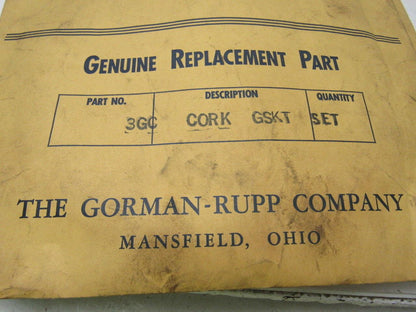 GENUINE REPLACEMENT PART
PART NO. DESCRIPTION QUANTITY
3GC CORK GSKT SET
THE GORMAN-RUPP COMPANY
MANSFIELD, OHIO